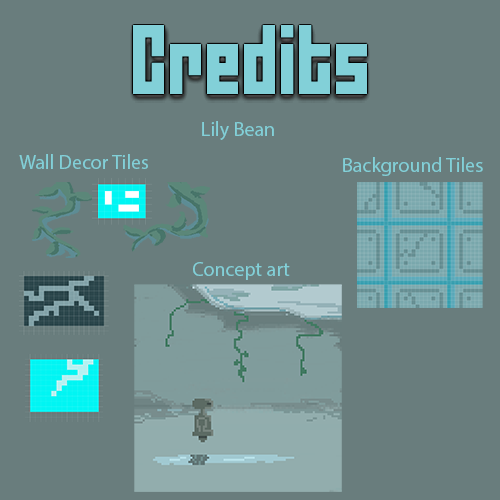 Credits
Lily Bean
Wall Decor Tiles
Background Tiles
Concept art